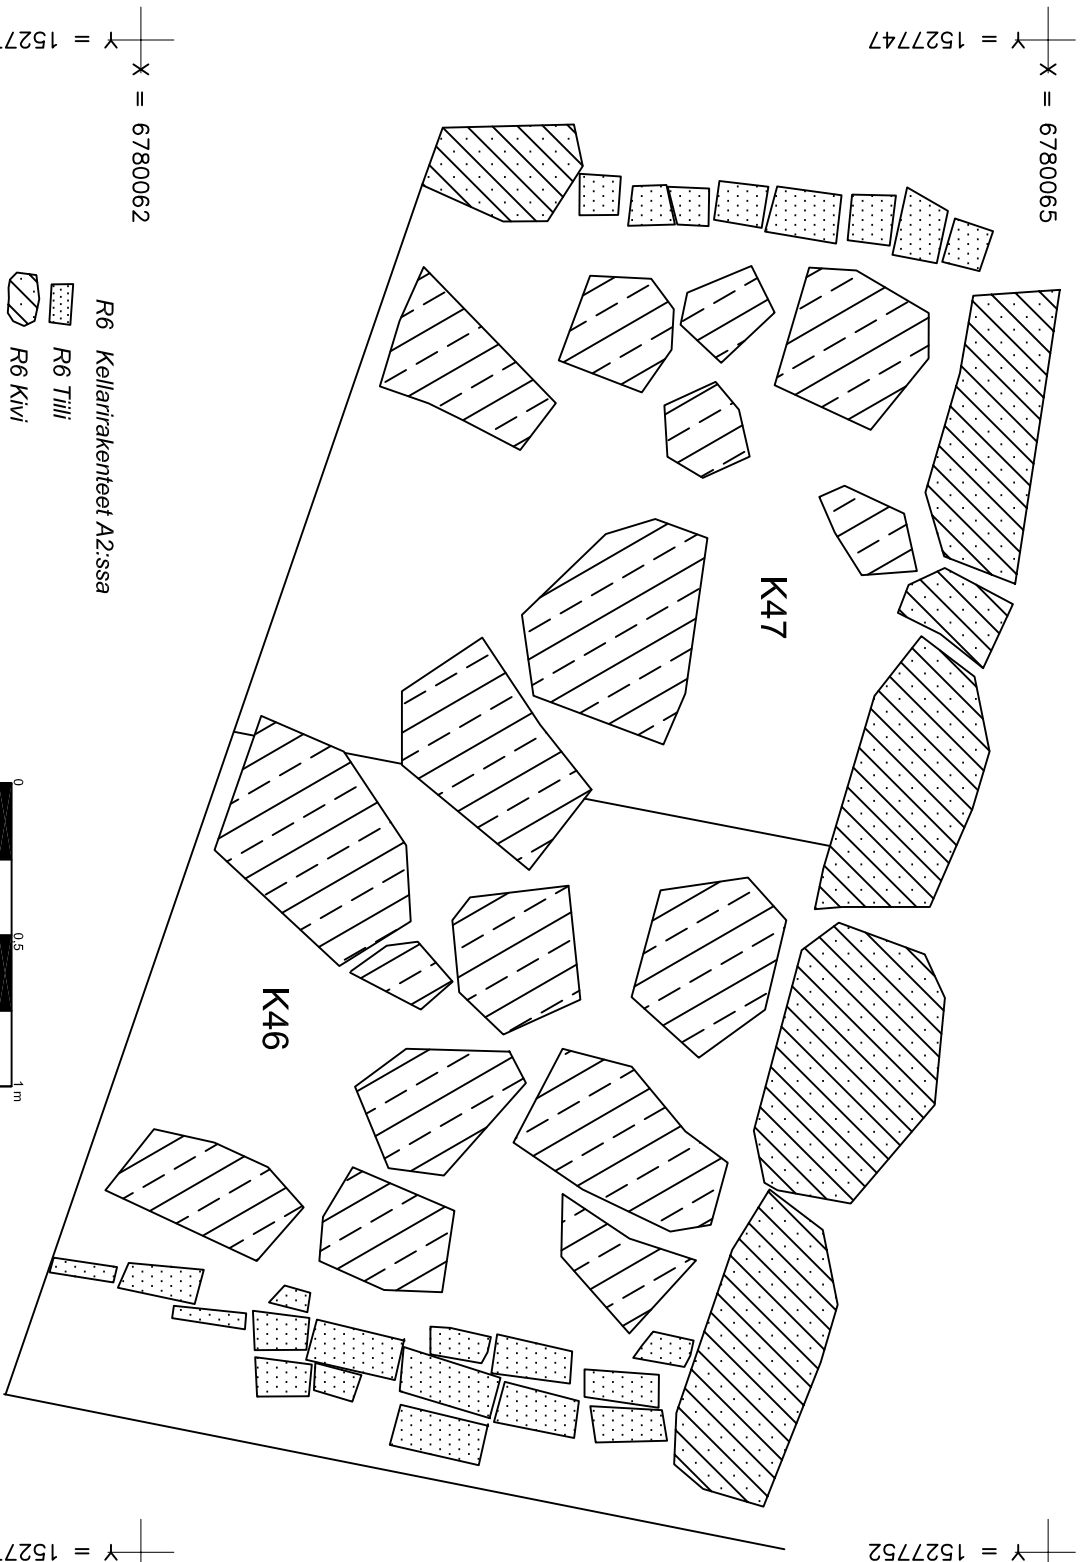 Y = 1527747
X = 6780065
Y = 1527
X = 6780062
R6 Kellarirakenteet A2:ssa
R6 Tiili
R6 Kivi
K47
K46
0
0,5
1 m
Y = 1527752
Y = 1527